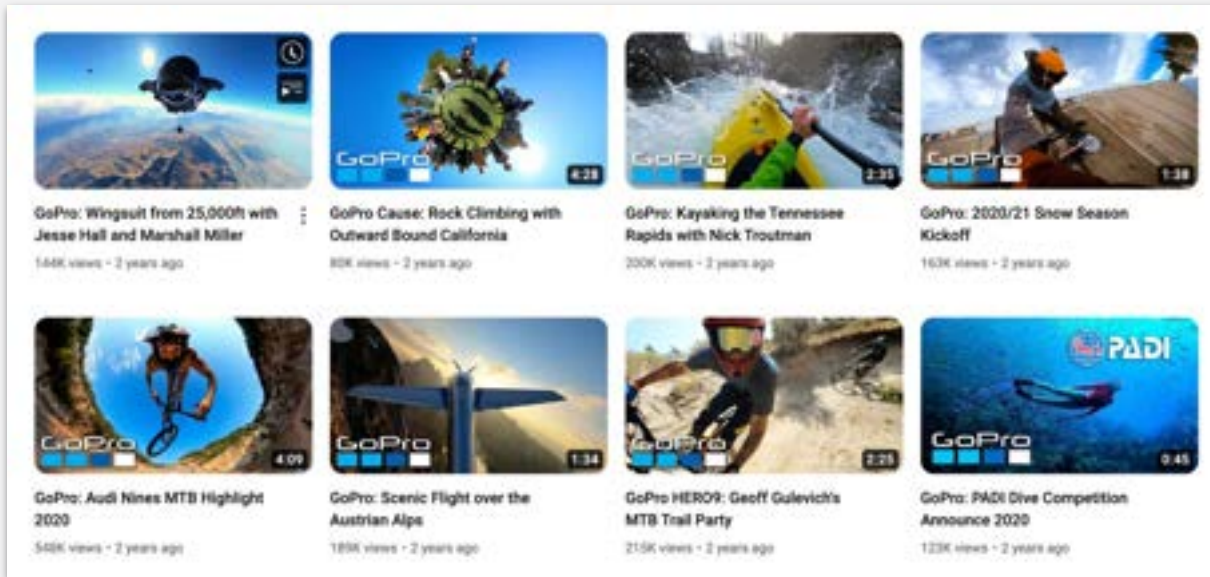 GoPro
4:28
GoPro
2:35
GoPro
1:38
GoPro: Wingsuit from 25,000ft with
Jesse Hall and Marshall Miller
144K views • 2 years ago
GoPro Cause: Rock Climbing with
Outward Bound California
80K views • 2 years ago
GoPro: Kayaking the Tennessee
Rapids with Nick Troutman
200K views • 2 years ago
GoPro: 2020/21 Snow Season
Kickoff
163K views • 2 years ago
GoPro
4:09
GoPro
1:34
GoPro
2:25
PADI
GoPro
0:45
GoPro: Audi Nines MTB Highlight
2020
548K views • 2 years ago
GoPro: Scenic Flight over the
Austrian Alps
189K views • 2 years ago
GoPro HERO9: Geoff Gulevich's
MTB Trail Party
215K views • 2 years ago
GoPro: PADI Dive Competition
Announce 2020
123K views • 2 years ago